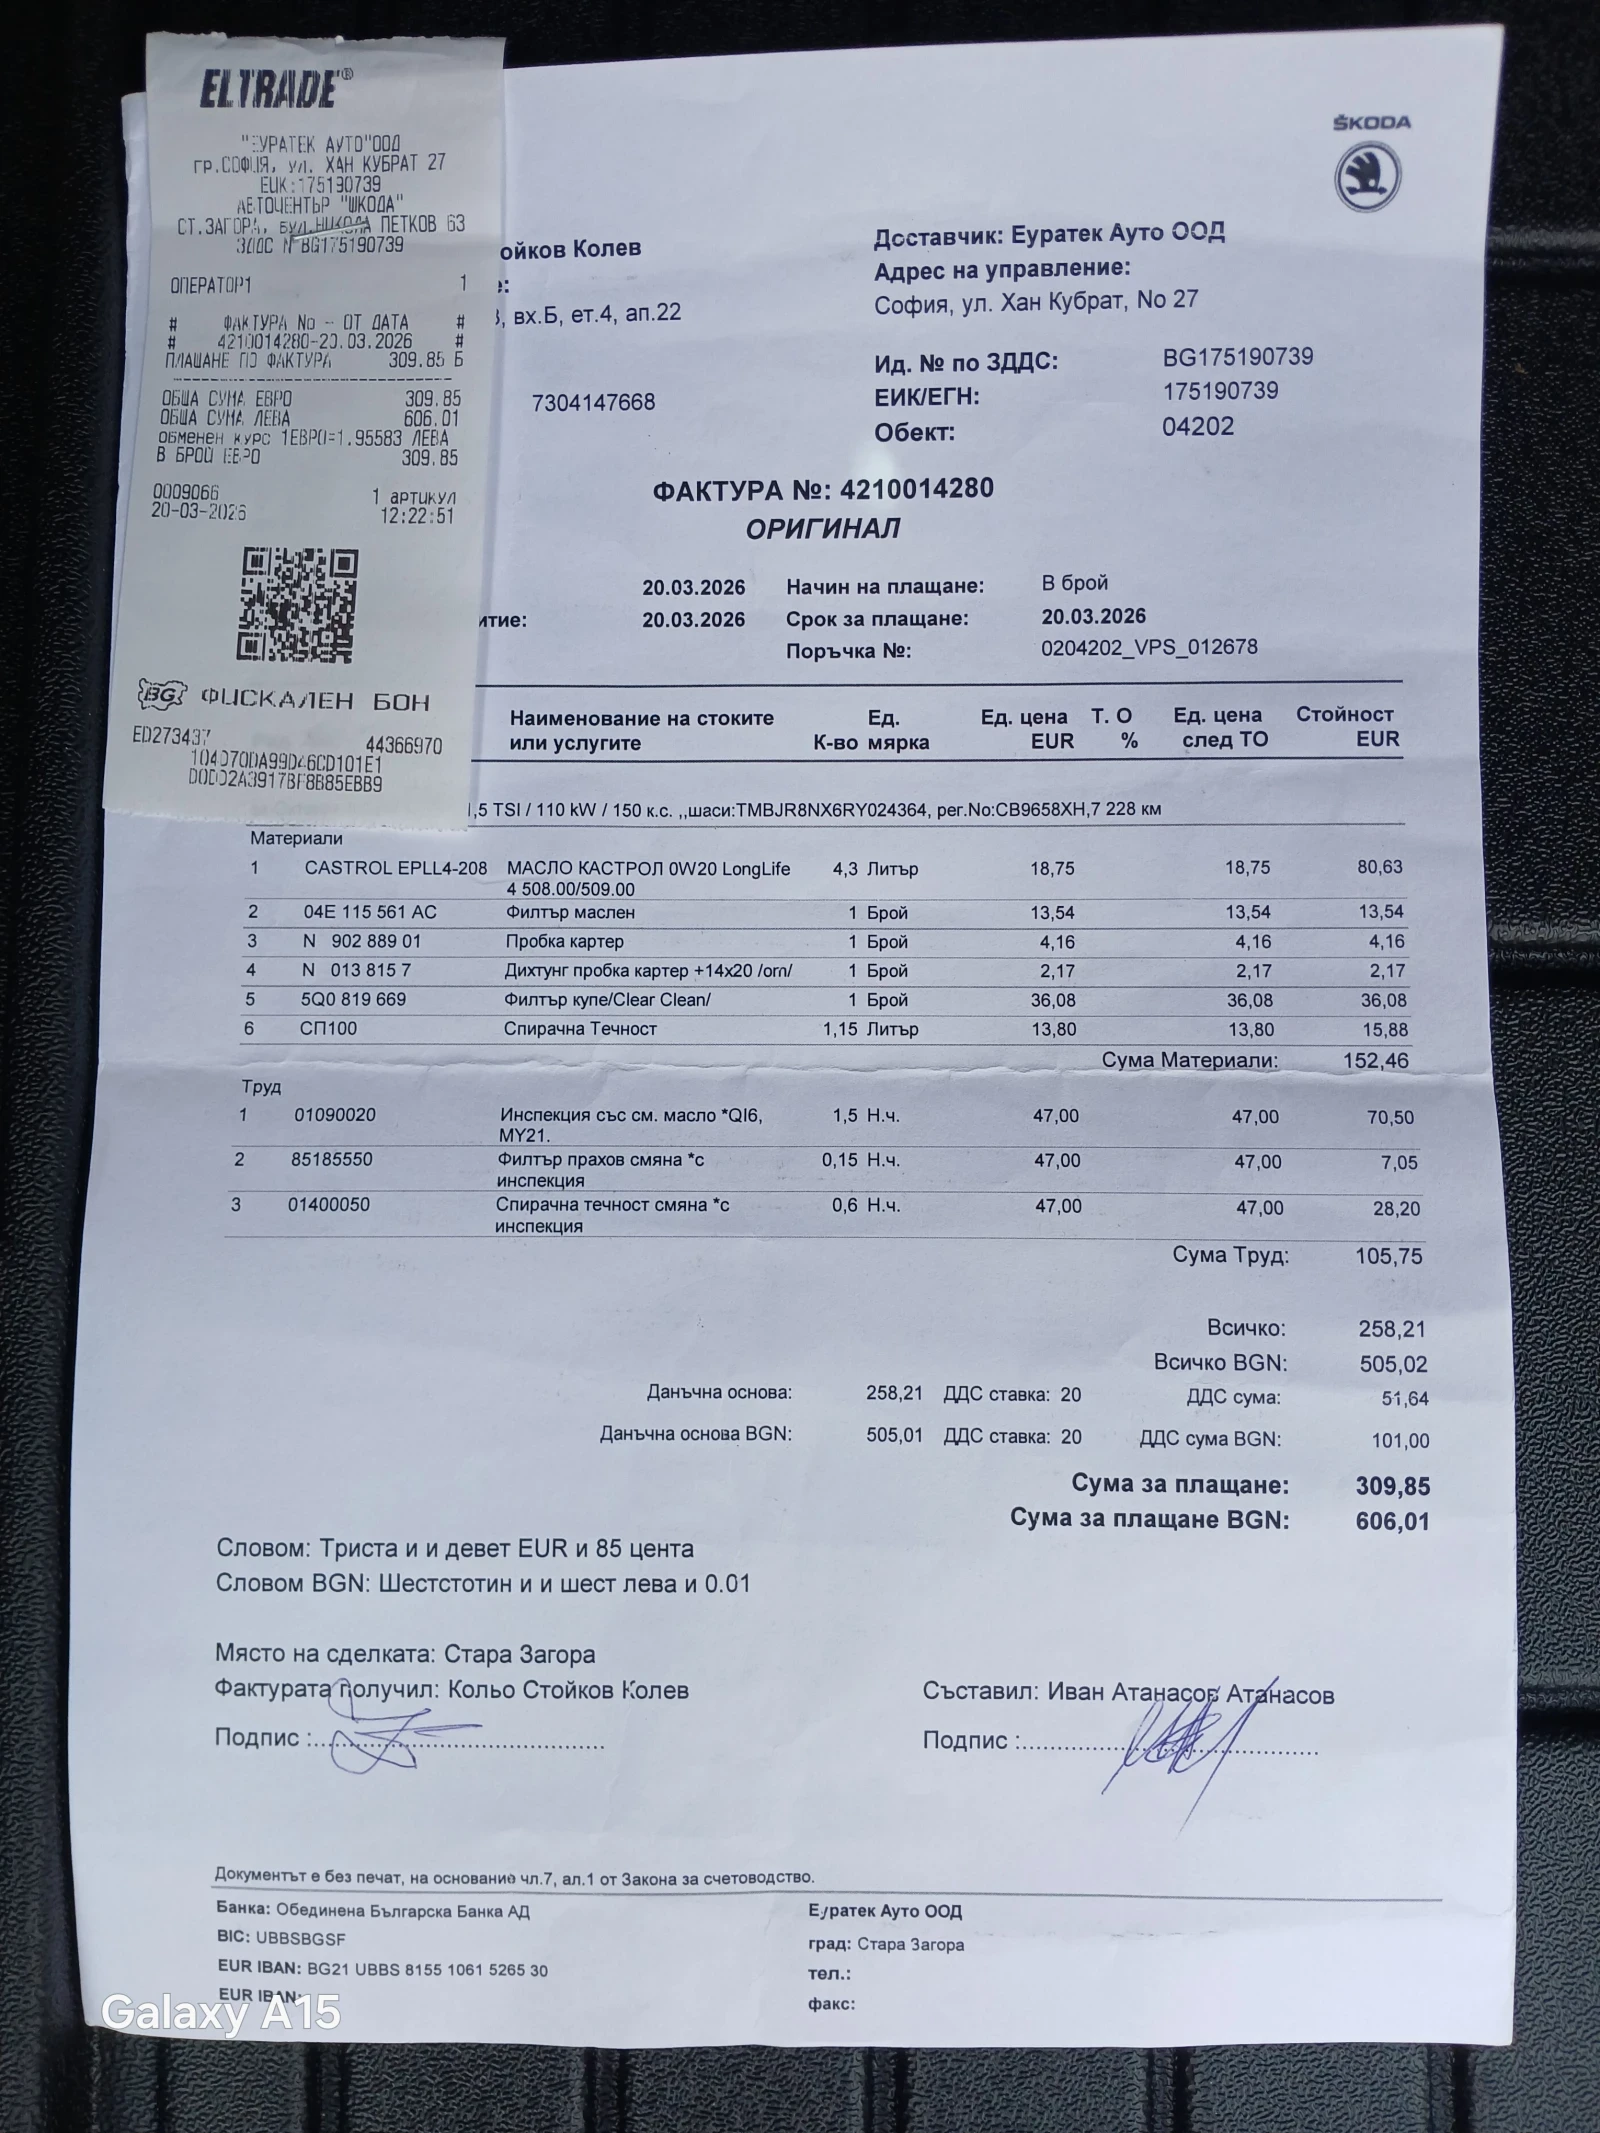 ELTRADE®
"ЕУРАТЕК АУТО"ООД
ГР.СОФИЯ, ул. ХАН КУБРАТ 27
ЕИК:175190739
АВТОЦЕНТЪР "ШКОДА"
СТ.ЗАГОРА, БУЛ.НИКОЛА ПЕТКОВ 63
ЗДДС N BG175190739
ОПЕРАТОР1 1
# ФАКТУРА No - ОТ ДАТА #
# 4210014280-20.03.2026 #
ПЛАЩАНЕ ПО ФАКТУРА 309.85 Б
ОБЩА СУМА ЕВРО 309.85
ОБЩА СУМА ЛЕВА 606.01
ОБМЕНЕН КУРС 1ЕВРО=1.95583 ЛЕВА
В БРОЙ ЕВРО 309.85
0009066 1 артикул
20-03-2026 12:22:51
BG ФИСКАЛЕН БОН
ED273437 44366970
104D70DA99D46CD101E1
D0DD2A3917BF8B85EBB9
ŠKODA
ойков Колев
е:
3, вх.Б, ет.4, ап.22
7304147668
Доставчик: Еуратек Ауто ООД
Адрес на управление:
София, ул. Хан Кубрат, No 27
Ид. № по ЗДДС: BG175190739
ЕИК/ЕГН: 175190739
Обект: 04202
ФАКТУРА №: 4210014280
ОРИГИНАЛ
20.03.2026 Начин на плащане: В брой
итие: 20.03.2026 Срок за плащане: 20.03.2026
Поръчка №: 0204202_VPS_012678
Наименование на стоките Ед. Ед. цена Т. О Ед. цена Стойност
или услугите К-во мярка EUR % след ТО EUR
1,5 TSI / 110 kW / 150 к.с. ,,шаси:TMBJR8NX6RY024364, рег.No:CB9658XH,7 228 км
Материали
1 CASTROL EPLL4-208 МАСЛО КАСТРОЛ 0W20 LongLife 4,3 Литър 18,75 18,75 80,63
4 508.00/509.00
2 04E 115 561 AC Филтър маслен 1 Брой 13,54 13,54 13,54
3 N 902 889 01 Пробка картер 1 Брой 4,16 4,16 4,16
4 N 013 815 7 Дихтунг пробка картер +14x20 /orn/ 1 Брой 2,17 2,17 2,17
5 5Q0 819 669 Филтър купе/Clear Clean/ 1 Брой 36,08 36,08 36,08
6 СП100 Спирачна Течност 1,15 Литър 13,80 13,80 15,88
Сума Материали: 152,46
Труд
1 01090020 Инспекция със см. масло *QI6, 1,5 Н.ч. 47,00 47,00 70,50
MY21.
2 85185550 Филтър прахов смяна *с 0,15 Н.ч. 47,00 47,00 7,05
инспекция
3 01400050 Спирачна течност смяна *с 0,6 Н.ч. 47,00 47,00 28,20
инспекция
Сума Труд: 105,75
Всичко: 258,21
Всичко BGN: 505,02
Данъчна основа: 258,21 ДДС ставка: 20 ДДС сума: 51,64
Данъчна основа BGN: 505,01 ДДС ставка: 20 ДДС сума BGN: 101,00
Сума за плащане: 309,85
Сума за плащане BGN: 606,01
Словом: Триста и и девет EUR и 85 цента
Словом BGN: Шестстотин и и шест лева и 0.01
Място на сделката: Стара Загора
Фактурата получил: Кольо Стойков Колев Съставил: Иван Атанасов Атанасов
Подпис :.......... Подпис :..........
Документът е без печат, на основание чл.7, ал.1 от Закона за счетоводство.
Банка: Обединена Българска Банка АД
BIC: UBBSBGSF
EUR IBAN: BG21 UBBS 8155 1061 5265 30
EUR IBAN:
Еуратек Ауто ООД
град: Стара Загора
тел.:
факс:
Galaxy A15